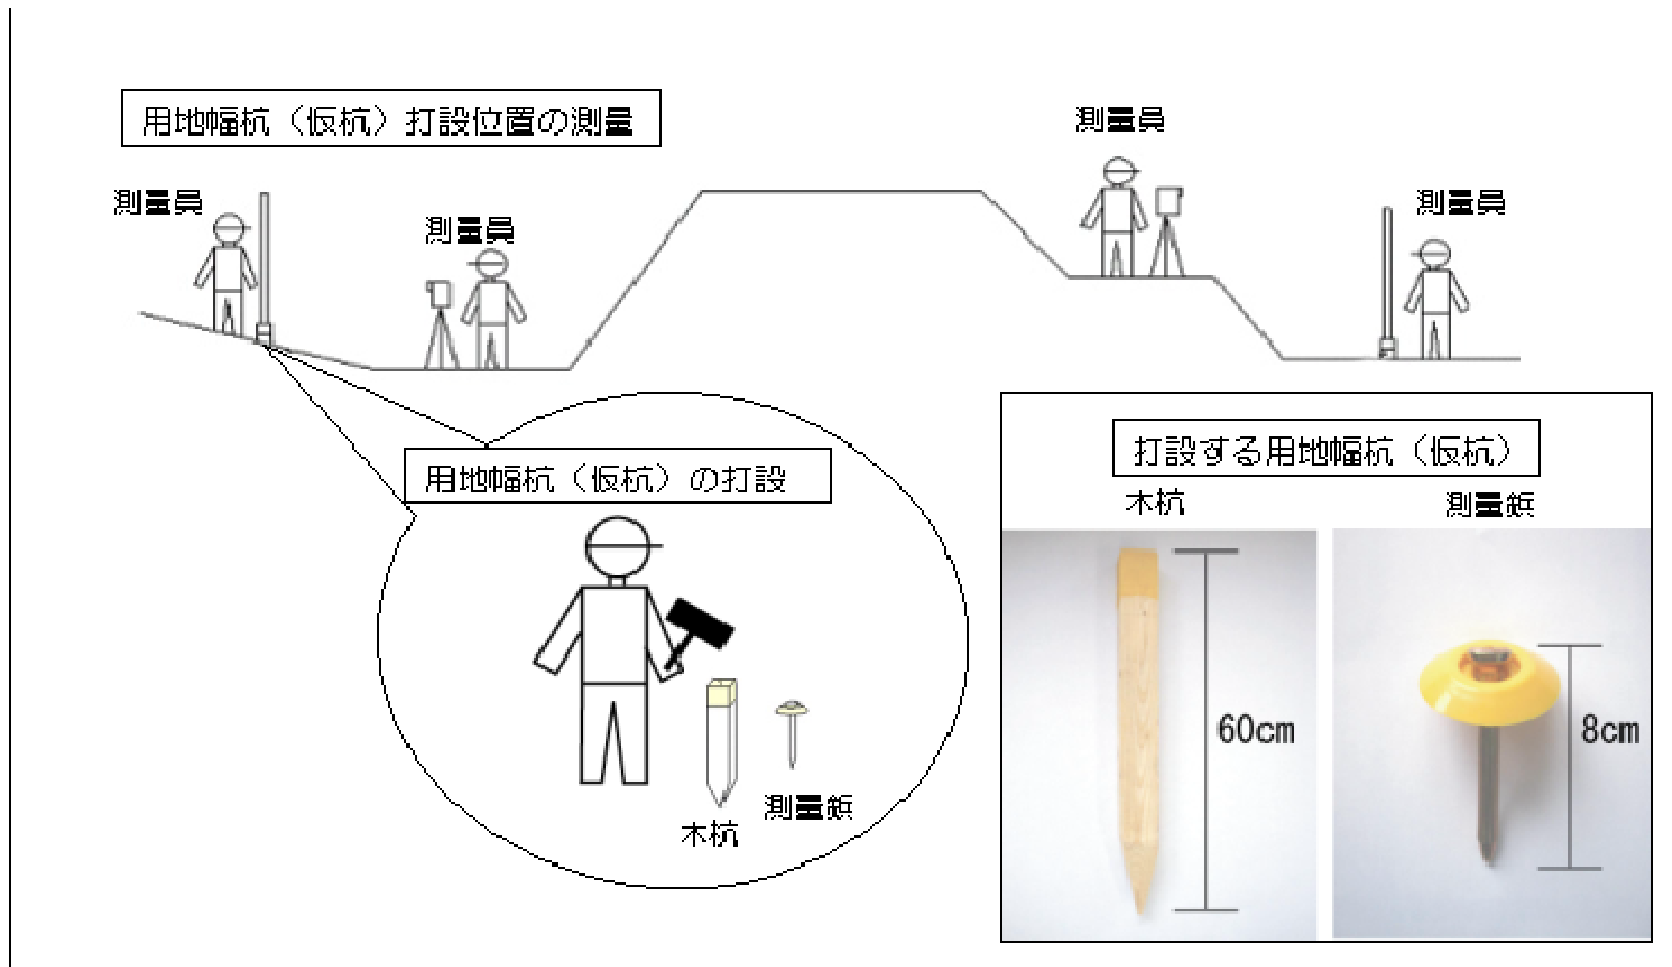 用地幅杭（仮杭）打設位置の測量
測量員
測量員
測量員
測量員
用地幅杭（仮杭）の打設
木杭
測量鋲
打設する用地幅杭（仮杭）
木杭
測量鋲
60cm
8cm